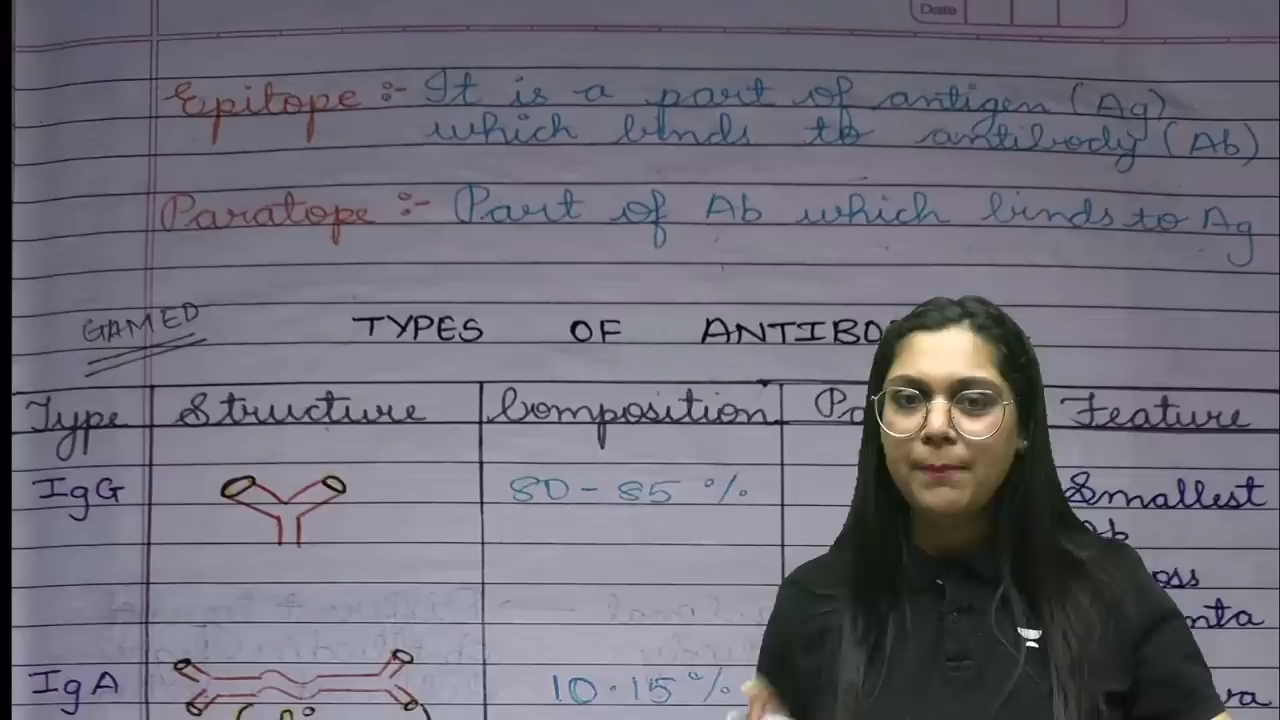 Date
Epitope :- It is a part of antigen (Ag)
which binds to antibody (Ab)
Paratope :- Part of Ab which binds to Ag
GAMED
TYPES OF ANTIBO
Type Structure Composition Feature
IgG 80-85% Smallest
IgA 10.15%